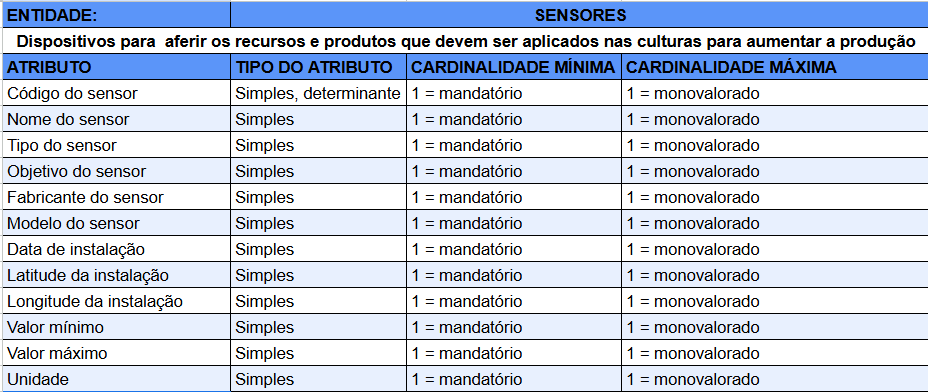 ENTIDADE: SENSORES
Dispositivos para aferir os recursos e produtos que devem ser aplicados nas culturas para aumentar a produção
ATRIBUTO TIPO DO ATRIBUTO CARDINALIDADE MÍNIMA CARDINALIDADE MÁXIMA
Código do sensor Simples, determinante 1 = mandatório 1 = monovalorado
Nome do sensor Simples 1 = mandatório 1 = monovalorado
Tipo do sensor Simples 1 = mandatório 1 = monovalorado
Objetivo do sensor Simples 1 = mandatório 1 = monovalorado
Fabricante do sensor Simples 1 = mandatório 1 = monovalorado
Modelo do sensor Simples 1 = mandatório 1 = monovalorado
Data de instalação Simples 1 = mandatório 1 = monovalorado
Latitude da instalação Simples 1 = mandatório 1 = monovalorado
Longitude da instalação Simples 1 = mandatório 1 = monovalorado
Valor mínimo Simples 1 = mandatório 1 = monovalorado
Valor máximo Simples 1 = mandatório 1 = monovalorado
Unidade Simples 1 = mandatório 1 = monovalorado